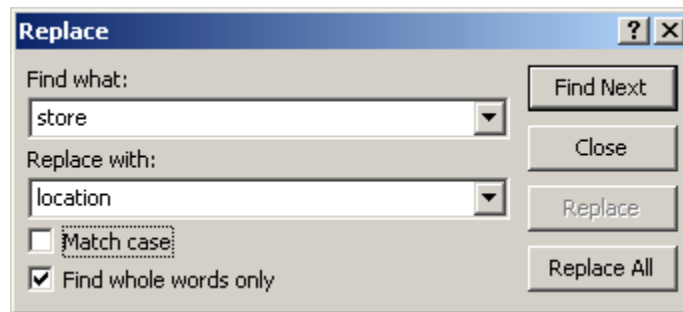 Replace
?
Find what:
store
Replace with:
location
Match case
Find whole words only
Find Next
Close
Replace
Replace All